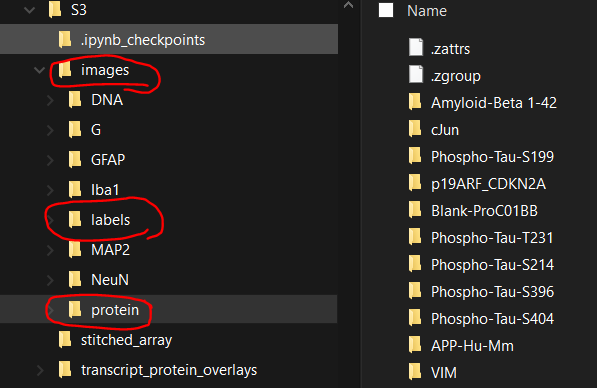 S3
.ipynb_checkpoints
images
DNA
G
GFAP
Iba1
labels
MAP2
NeuN
protein
stitched_array
transcript_protein_overlays
Name
.zattrs
.zgroup
Amyloid-Beta 1-42
cJun
Phospho-Tau-S199
p19ARF_CDKN2A
Blank-ProC01BB
Phospho-Tau-T231
Phospho-Tau-S214
Phospho-Tau-S396
Phospho-Tau-S404
APP-Hu-Mm
VIM